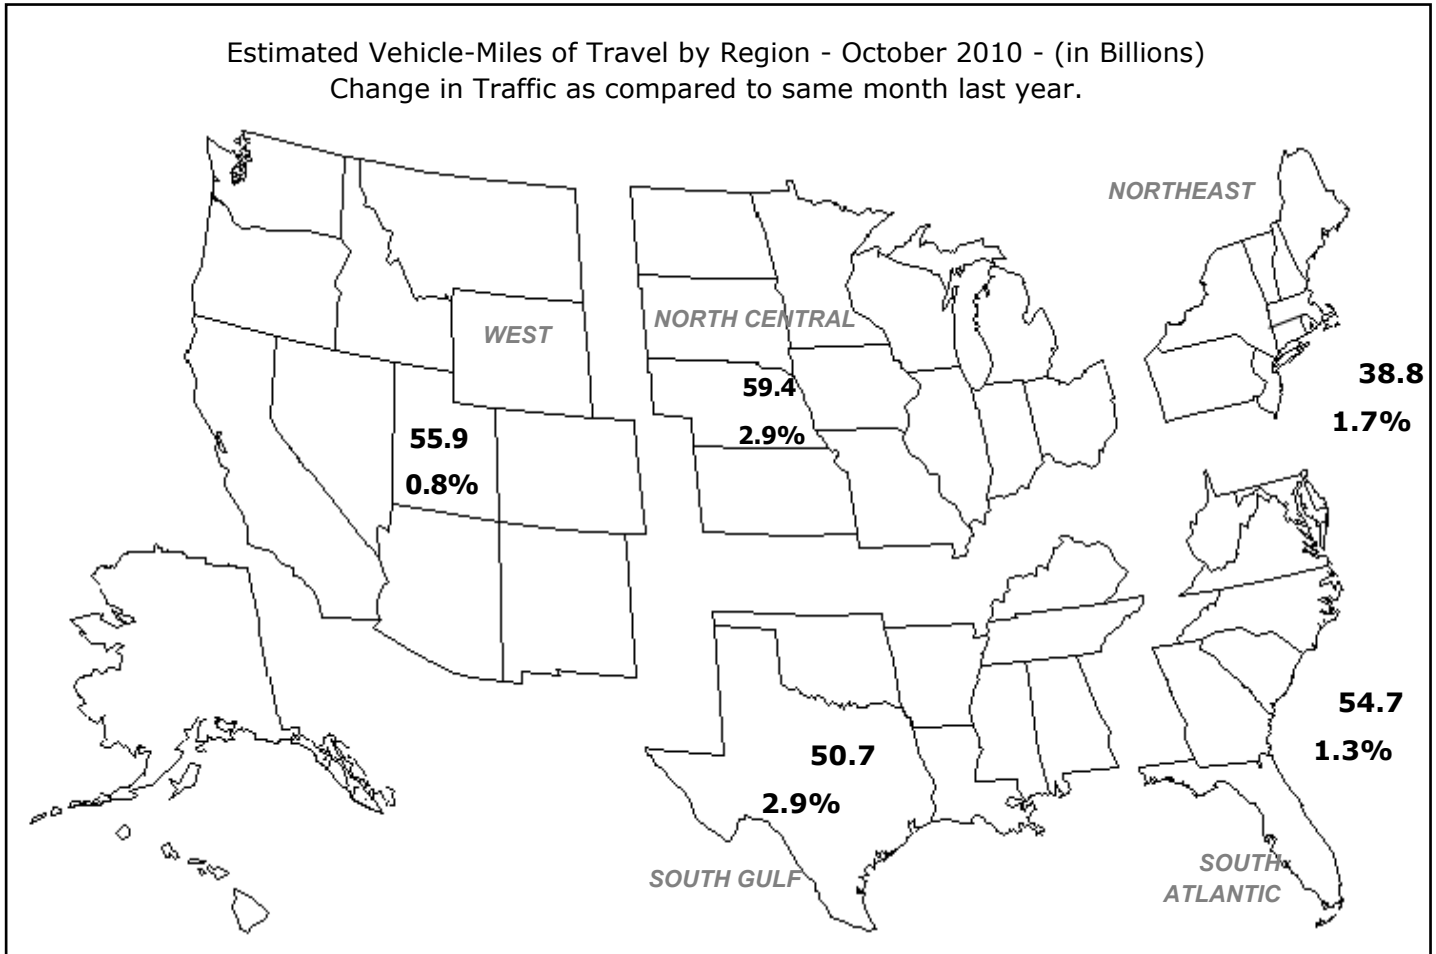 Estimated Vehicle-Miles of Travel by Region - October 2010 - (in Billions)
Change in Traffic as compared to same month last year.
NORTHEAST
38.8
1.7%
WEST
55.9
0.8%
NORTH CENTRAL
59.4
2.9%
SOUTH GULF
50.7
2.9%
SOUTH
ATLANTIC
54.7
1.3%